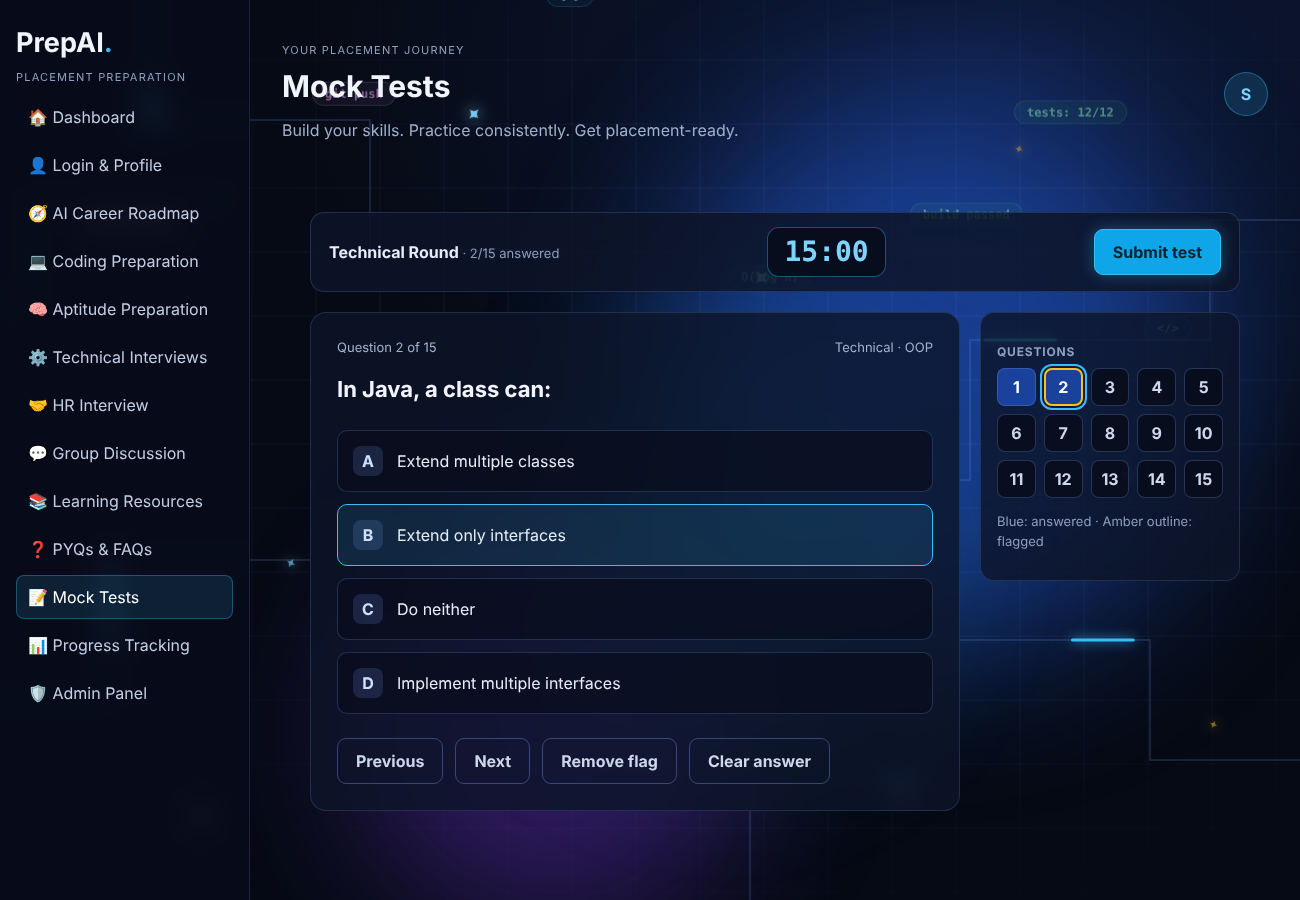 PrepAI.
PLACEMENT PREPARATION
🏠 Dashboard
👤 Login & Profile
🧭 AI Career Roadmap
💻 Coding Preparation
🧠 Aptitude Preparation
⚙️ Technical Interviews
🤝 HR Interview
💬 Group Discussion
📚 Learning Resources
❓ PYQs & FAQs
📝 Mock Tests
📊 Progress Tracking
🛡️ Admin Panel
YOUR PLACEMENT JOURNEY
Mock Tests
Build your skills. Practice consistently. Get placement-ready.
tests: 12/12
S
build passed
Technical Round · 2/15 answered
15:00
Submit test
Question 2 of 15
Technical · OOP
In Java, a class can:
A Extend multiple classes
B Extend only interfaces
C Do neither
D Implement multiple interfaces
Previous
Next
Remove flag
Clear answer
</>
QUESTIONS
1 2 3 4 5
6 7 8 9 10
11 12 13 14 15
Blue: answered · Amber outline:
flagged